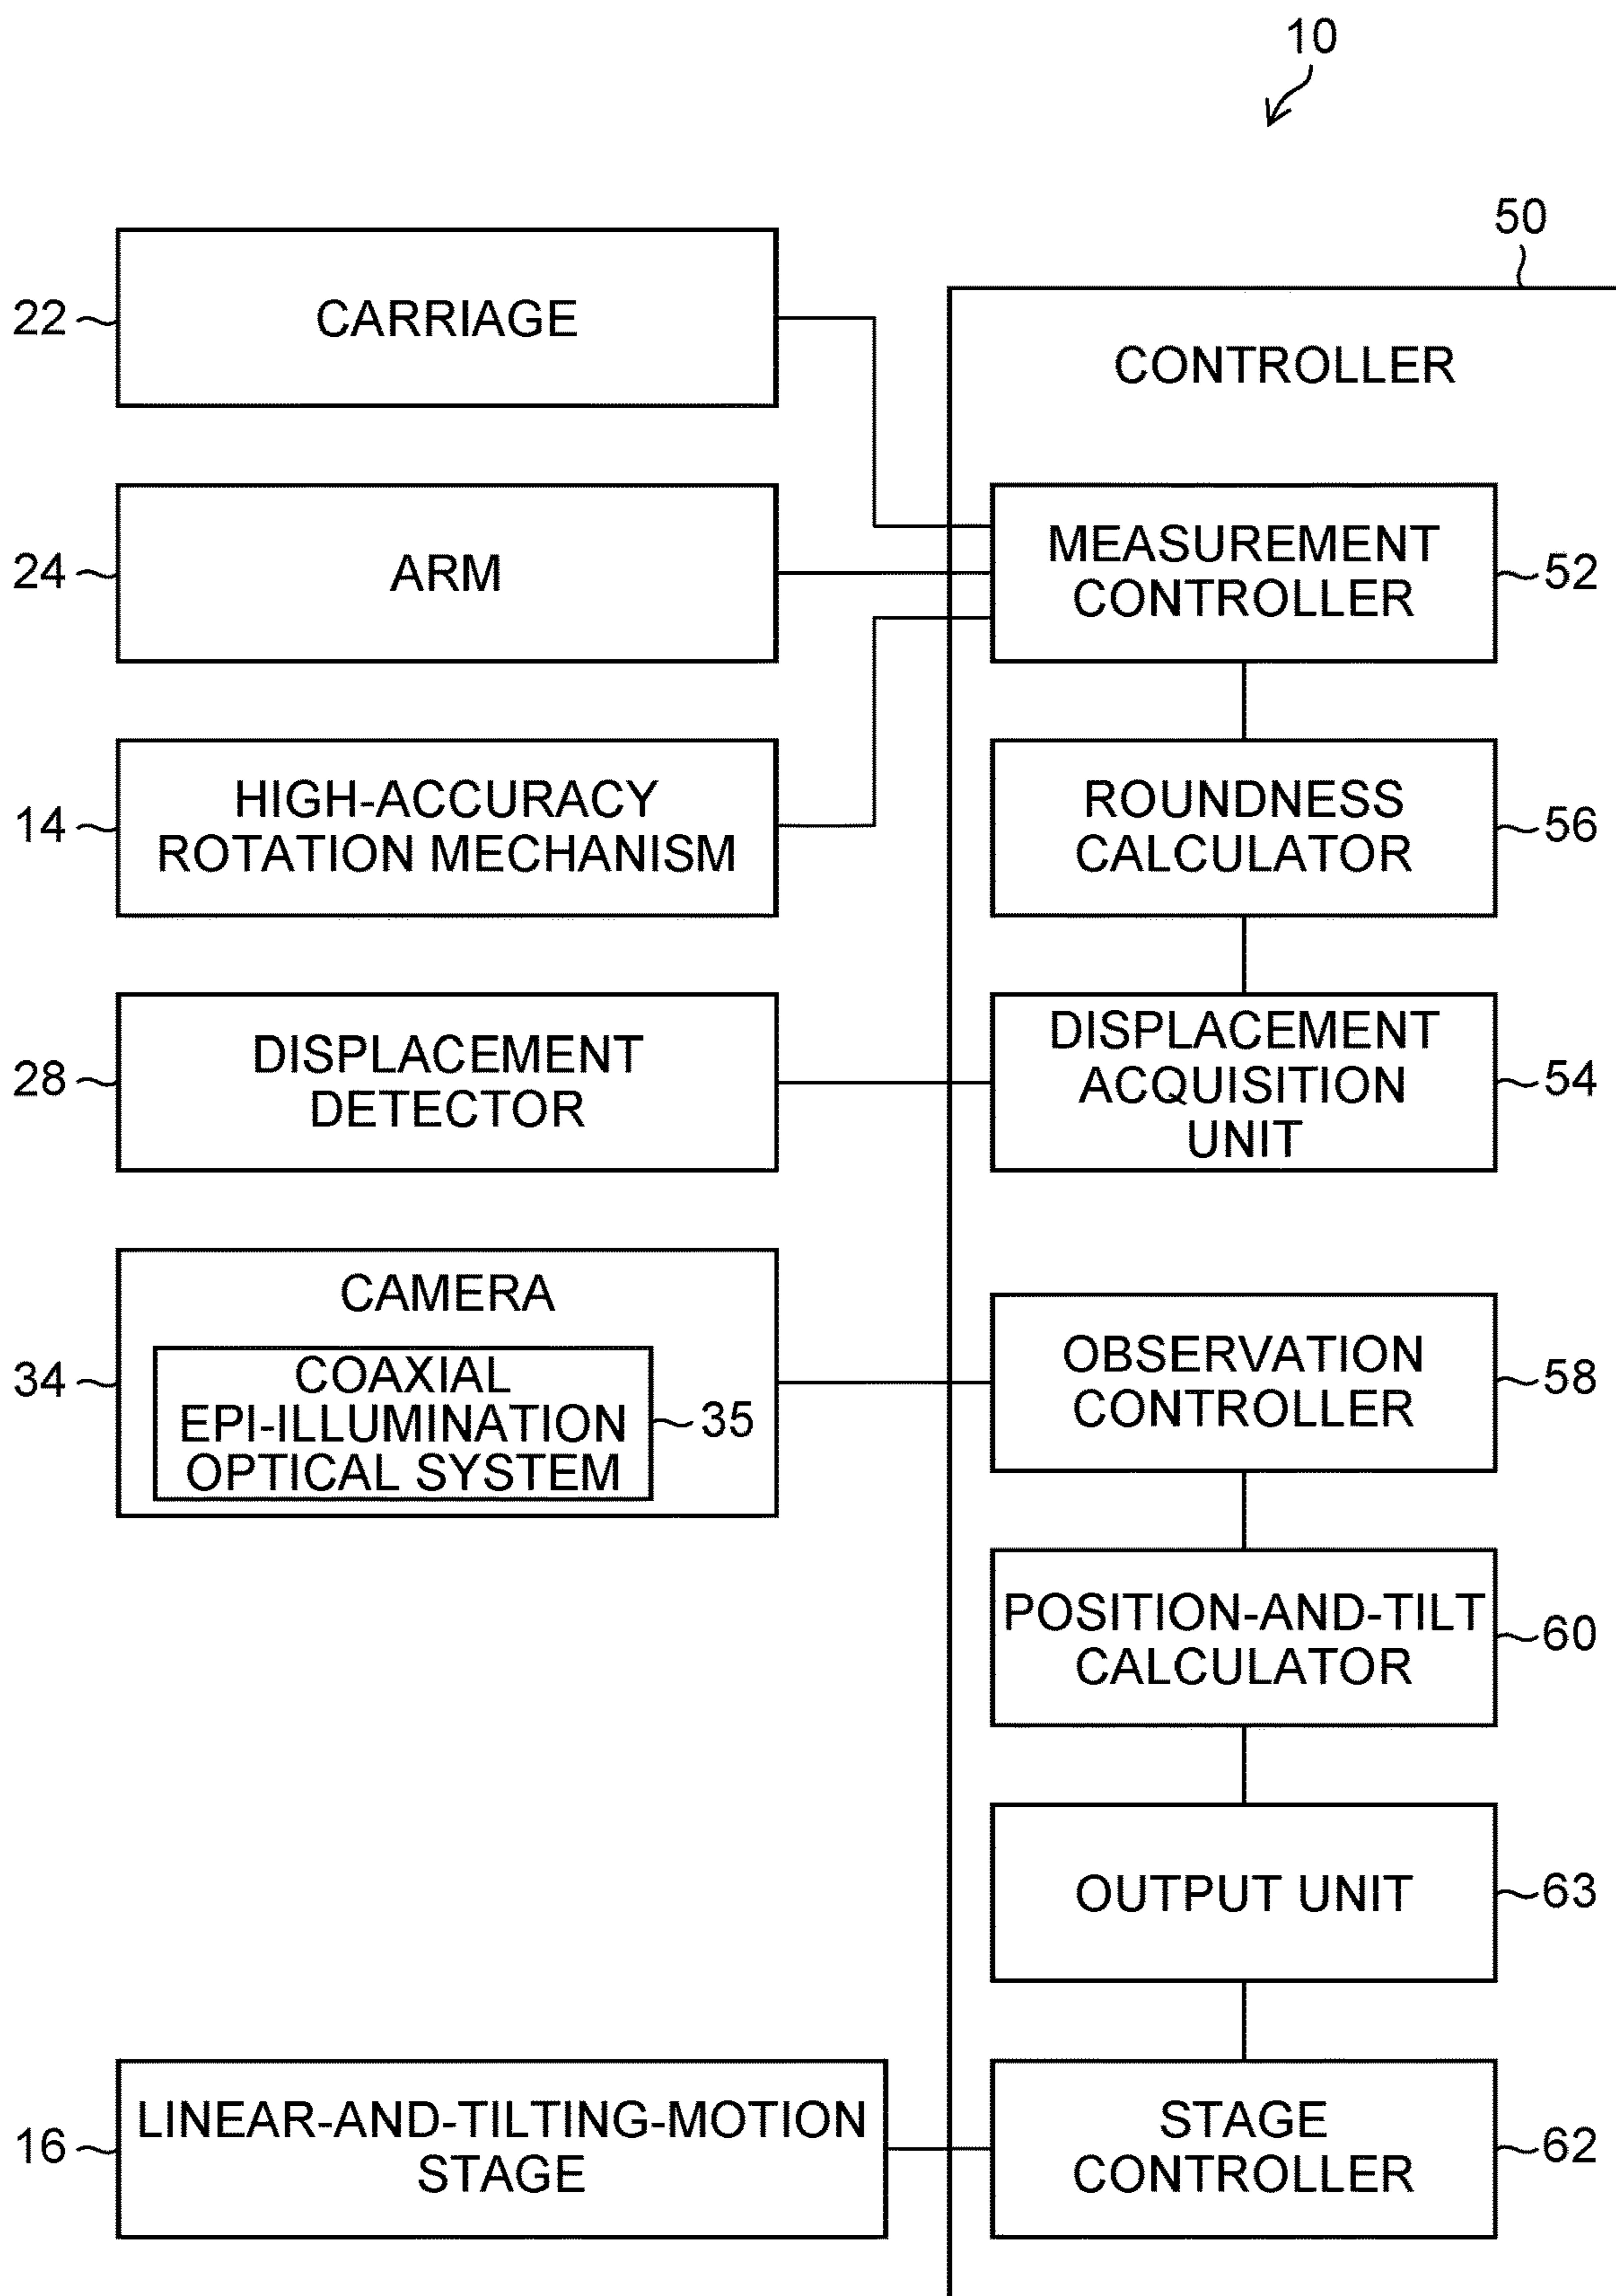 10
50
22
CARRIAGE
CONTROLLER
24
ARM
MEASUREMENT
CONTROLLER
52
14
HIGH-ACCURACY
ROTATION MECHANISM
ROUNDNESS
CALCULATOR
56
28
DISPLACEMENT
DETECTOR
DISPLACEMENT
ACQUISITION
UNIT
54
34
CAMERA
COAXIAL
EPI-ILLUMINATION
OPTICAL SYSTEM
35
OBSERVATION
CONTROLLER
58
POSITION-AND-TILT
CALCULATOR
60
OUTPUT UNIT
63
16
LINEAR-AND-TILTING-MOTION
STAGE
STAGE
CONTROLLER
62